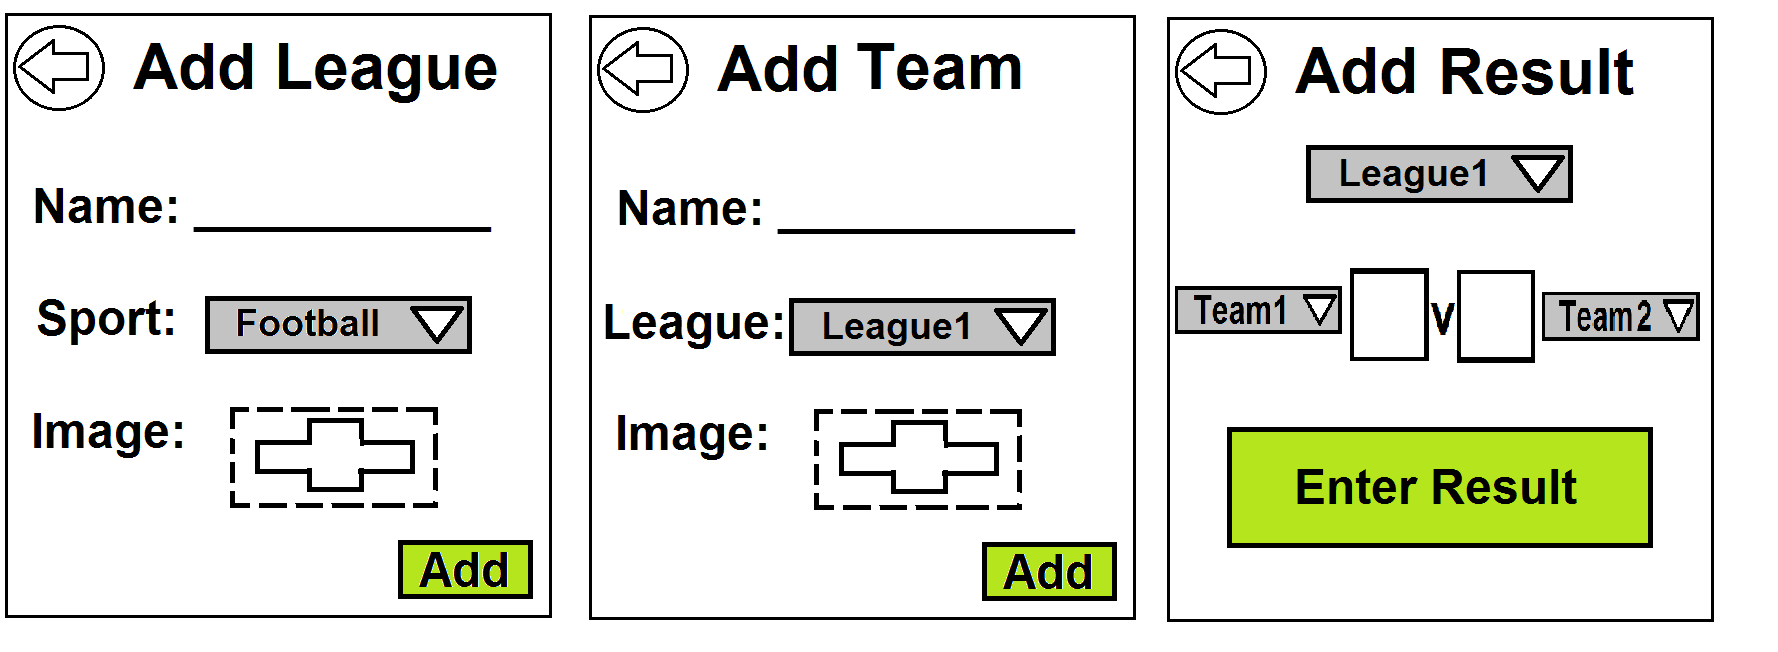 Add League
Name:
Sport: Football
Image:
Add
Add Team
Name:
League: League1
Image:
Add
Add Result
League1
Team1 v Team2
Enter Result